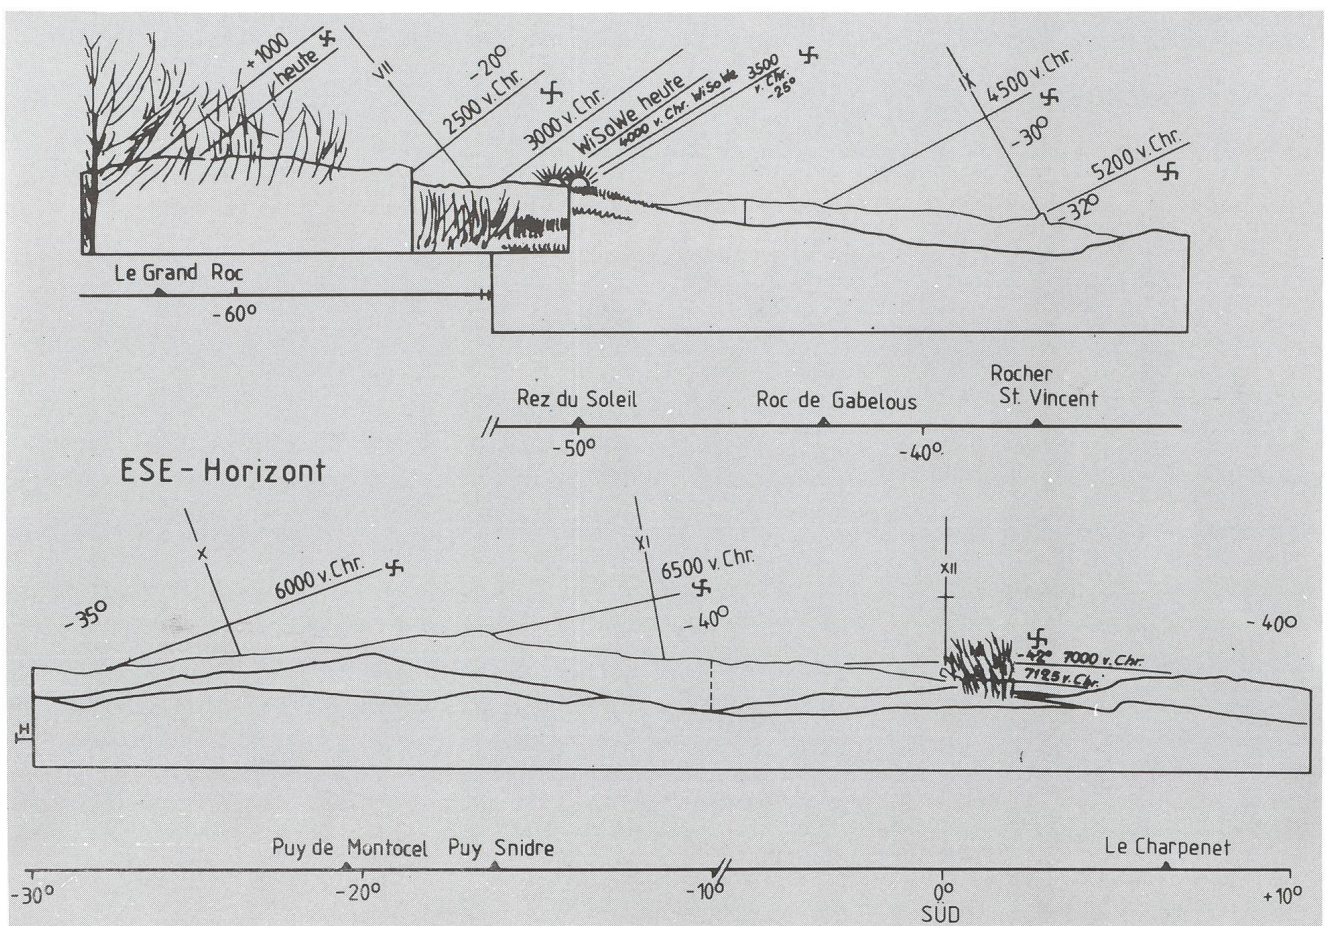 +1000
heute
VII
-20°
2500 v.Chr.
3000 v.Chr.
WiSoWe heute
4000 v.Chr. WiSoWe 3500 v.Chr.
-25°
IX
4500 v.Chr.
-30°
5200 v.Chr.
-32°
Le Grand Roc
-60°
Rez du Soleil
Roc de Gabelous
Rocher
St. Vincent
-50°
-40°
ESE - Horizont
-35°
X
6000 v.Chr.
XI
6500 v.Chr.
-40°
XII
-42° 7000 v.Chr.
7125 v.Chr.
-40°
Puy de Montocel
Puy Snidre
Le Charpenet
-30°
-20°
-10°
0°
+10°
SÜD